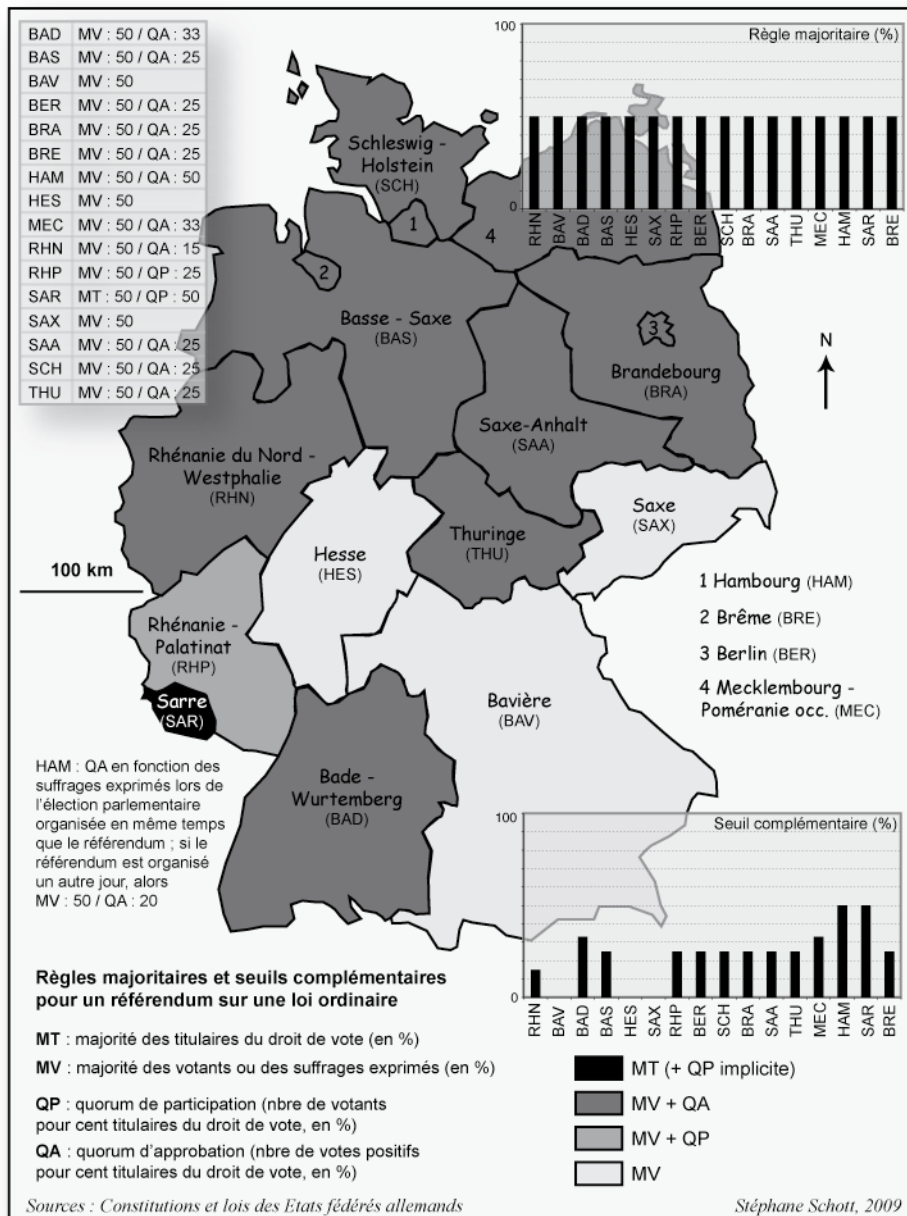 BAD MV : 50 / QA : 33
BAS MV : 50 / QA : 25
BAV MV : 50
BER MV : 50 / QA : 25
BRA MV : 50 / QA : 25
BRE MV : 50 / QA : 25
HAM MV : 50 / QA : 50
HES MV : 50
MEC MV : 50 / QA : 33
RHN MV : 50 / QA : 15
RHP MV : 50 / QP : 25
SAR MT : 50 / QP : 50
SAX MV : 50
SAA MV : 50 / QA : 25
SCH MV : 50 / QA : 25
THU MV : 50 / QA : 25
100
Règle majoritaire (%)
0
RHN BAV BAD BAS HES SAX RHP BER SCH BRA SAA THU MEC HAM SAR BRE
Schleswig -
Holstein
(SCH)
1
4
2
Basse - Saxe
(BAS)
3
Brandebourg
(BRA)
N
Saxe-Anhalt
(SAA)
Rhénanie du Nord -
Westphalie
(RHN)
Saxe
(SAX)
Thuringe
(THU)
Hesse
(HES)
100 km
Rhénanie -
Palatinat
(RHP)
Sarre
(SAR)
Bavière
(BAV)
Bade -
Wurtemberg
(BAD)
1 Hambourg (HAM)
2 Brême (BRE)
3 Berlin (BER)
4 Mecklembourg -
Poméranie occ. (MEC)
HAM : QA en fonction des
suffrages exprimés lors de
l'élection parlementaire
organisée en même temps
que le référendum ; si le
référendum est organisé
un autre jour, alors
MV : 50 / QA : 20
100
Seuil complémentaire (%)
0
RHN BAV BAD BAS HES SAX RHP BER SCH BRA SAA THU MEC HAM SAR BRE
Règles majoritaires et seuils complémentaires
pour un référendum sur une loi ordinaire
MT : majorité des titulaires du droit de vote (en %)
MV : majorité des votants ou des suffrages exprimés (en %)
QP : quorum de participation (nbre de votants
pour cent titulaires du droit de vote, en %)
QA : quorum d'approbation (nbre de votes positifs
pour cent titulaires du droit de vote, en %)
MT (+ QP implicite)
MV + QA
MV + QP
MV
Sources : Constitutions et lois des Etats fédérés allemands
Stéphane Schott, 2009